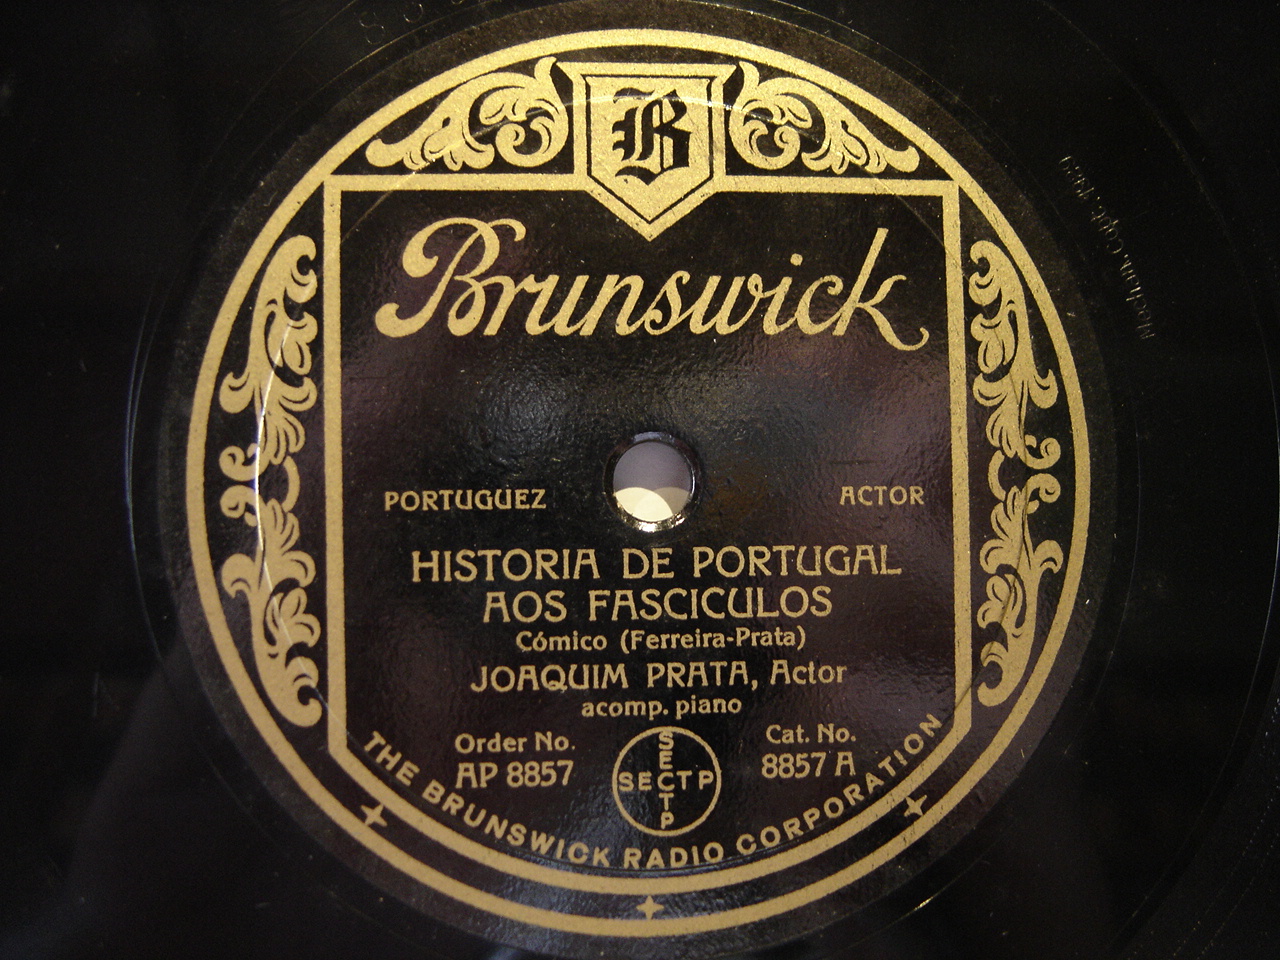 B
Brunswick
PORTUGUEZ
ACTOR
HISTORIA DE PORTUGAL
AOS FASCICULOS
Cómico (Ferreira-Prata)
JOAQUIM PRATA, Actor
acomp. piano
Order No.
AP 8857
SECTP
SECTP
Cat. No.
8857 A
THE BRUNSWICK RADIO CORPORATION